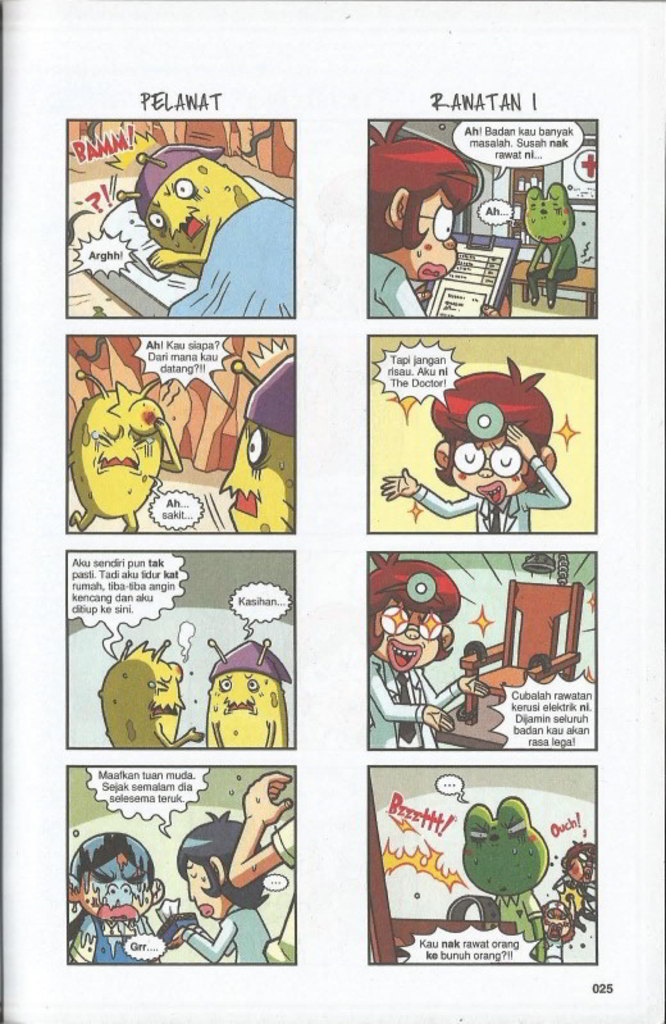 PELAWAT
BAMM!
?!
Arghh!
Ah! Kau siapa?
Dari mana kau
datang?!!
Ah...
sakit...
Aku sendiri pun tak
pasti. Tadi aku tidur kat
rumah, tiba-tiba angin
kencang dan aku
ditiup ke sini.
Kasihan...
Maafkan tuan muda.
Sejak semalam dia
selesema teruk.
...
Grr....
RAWATAN 1
Ah! Badan kau banyak
masalah. Susah nak
rawat ni...
Ah...
Tapi jangan
risau. Aku ni
The Doctor!
Cubalah rawatan
kerusi elektrik ni.
Dijamin seluruh
badan kau akan
rasa lega!
...
Bzzzttt!
Ouch!
Kau nak rawat orang
ke bunuh orang?!!
025